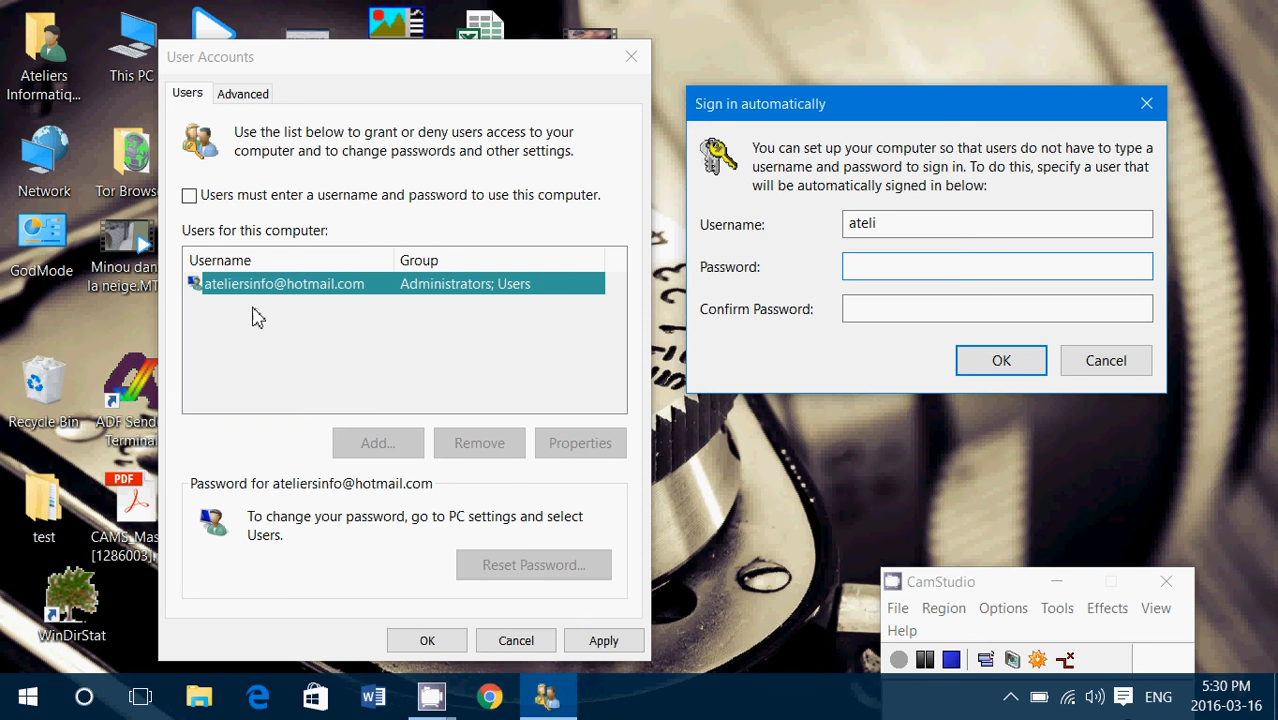 Ateliers
Informatiq...
This PC
Network
Tor Browse
GodMode
Minou dan
la neige.MT
Recycle Bin
ADF Send
Terminal
test
PDF
CAMS_Mas
[1286003]
WinDirStat
User Accounts
Users
Advanced
Use the list below to grant or deny users access to your
computer and to change passwords and other settings.
Users must enter a username and password to use this computer.
Users for this computer:
Username Group
ateliersinfo@hotmail.com Administrators; Users
Add... Remove Properties
Password for ateliersinfo@hotmail.com
To change your password, go to PC settings and select
Users.
Reset Password...
OK Cancel Apply
Sign in automatically
You can set up your computer so that users do not have to type a
username and password to sign in. To do this, specify a user that
will be automatically signed in below:
Username: ateli
Password:
Confirm Password:
OK Cancel
CamStudio
File Region Options Tools Effects View
Help
ENG
5:30 PM
2016-03-16